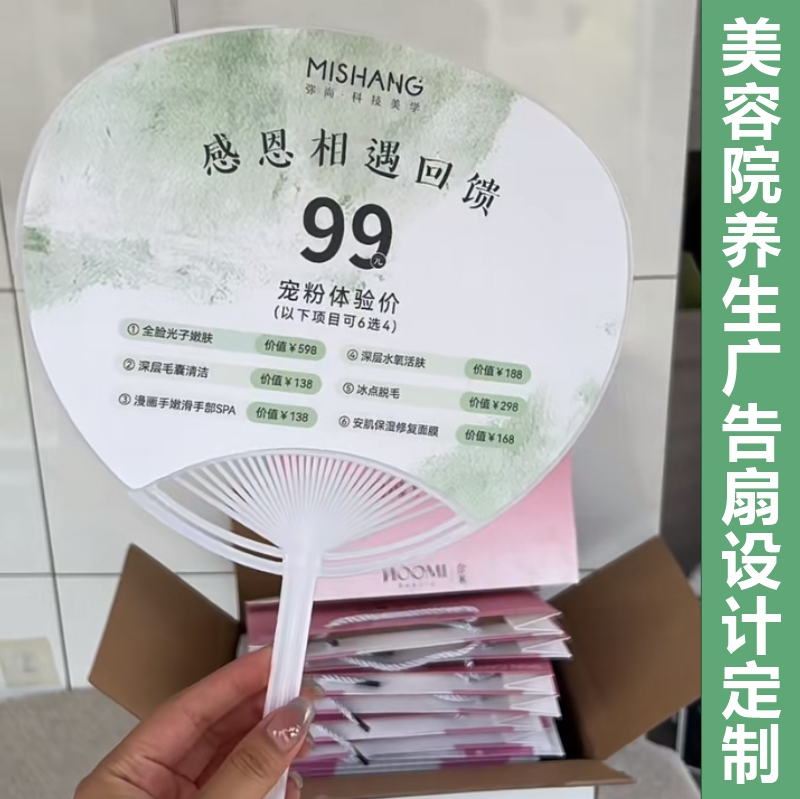 MISHANG
弥尚·科技美学
感恩相遇回馈
99元
宠粉体验价
(以下项目可6选4)
①全脸光子嫩肤 价值￥598
②深层毛囊清洁 价值￥138
③漫画手嫩滑手部SPA 价值￥138
④深层水氧活肤 价值￥188
⑤冰点脱毛 价值￥298
⑥安肌保湿修复面膜 价值￥168
WOOMI
美容院养生广告扇设计定制